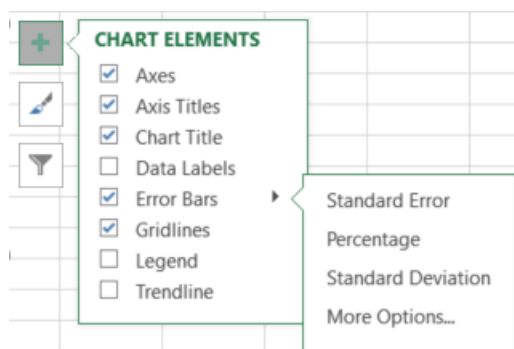 CHART ELEMENTS
Axes
Axis Titles
Chart Title
Data Labels
Error Bars
Gridlines
Legend
Trendline
Standard Error
Percentage
Standard Deviation
More Options...